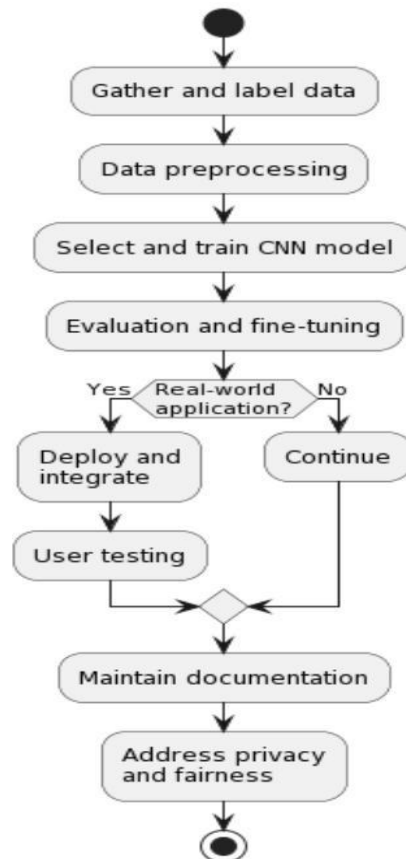 Gather and label data
Data preprocessing
Select and train CNN model
Evaluation and fine-tuning
Yes
Real-world
application?
No
Deploy and
integrate
Continue
User testing
Maintain documentation
Address privacy
and fairness